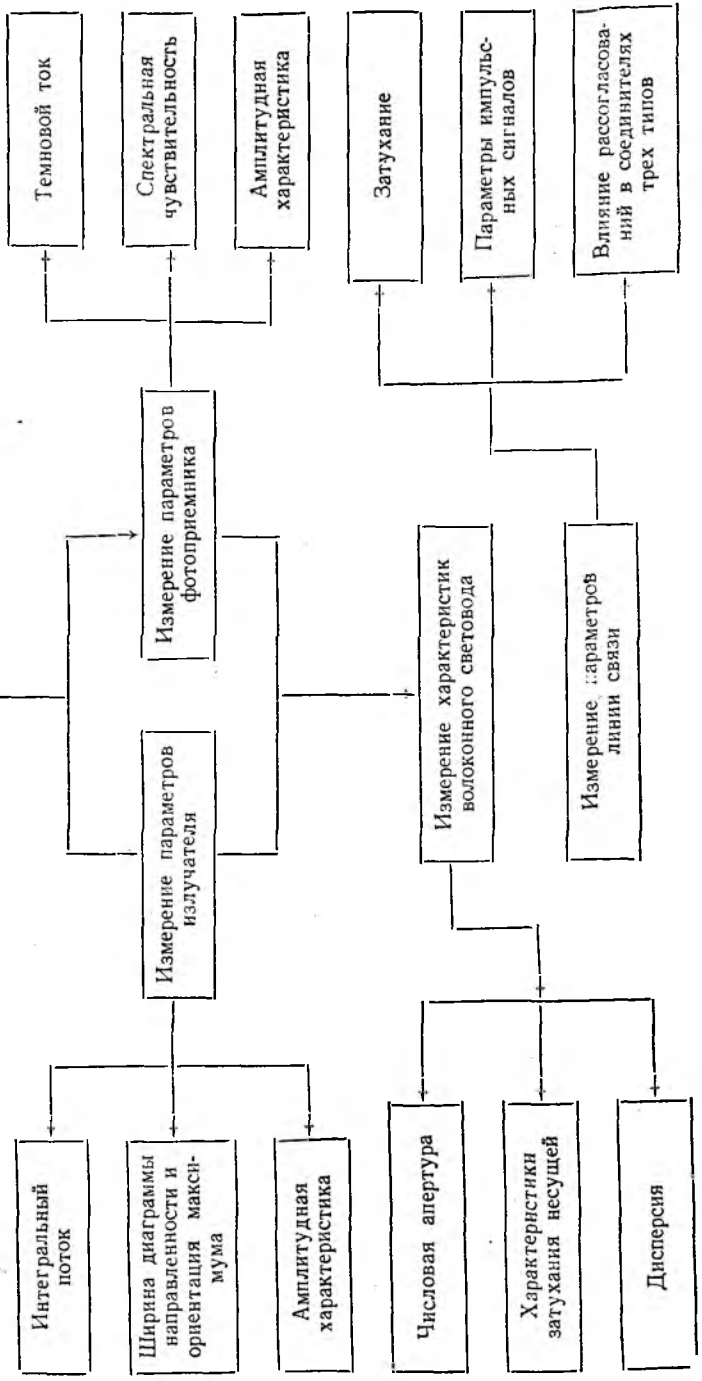 Интегральный
поток
Ширина диаграммы
направленности и
ориентация макси-
мума
Амплитудная
характеристика
Измерение параметров
излучателя
Измерение параметров
фотоприемника
Темновой ток
Спектральная
чувствительность
Амплитудная
характеристика
Числовая апертура
Характеристики
затухания несущей
Дисперсия
Измерение характеристик
волоконного световода
Измерение параметров
линии связи
Затухание
Параметры импульс-
ных сигналов
Влияние рассогласова-
ний в соединителях
трех типов